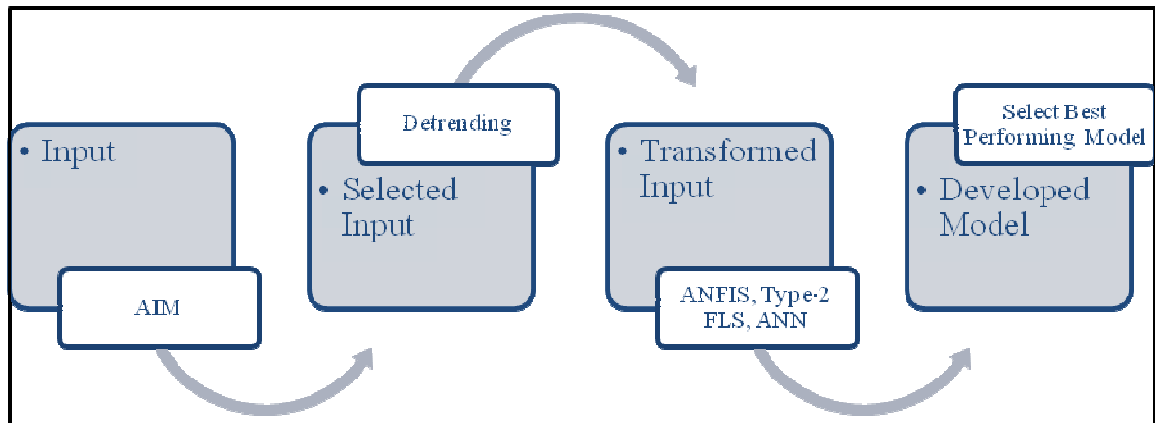 • Input
AIM
Detrending
• Selected
Input
• Transformed
Input
ANFIS, Type-2
FLS, ANN
Select Best
Performing Model
• Developed
Model